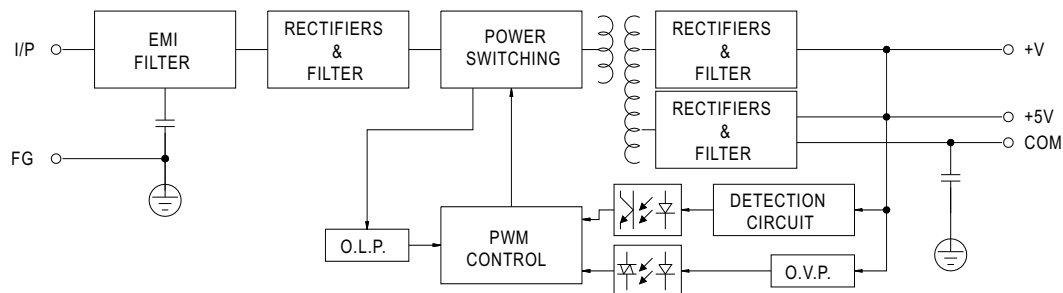 I/P
EMI
FILTER
RECTIFIERS
&
FILTER
POWER
SWITCHING
RECTIFIERS
&
FILTER
+V
RECTIFIERS
&
FILTER
+5V
COM
FG
DETECTION
CIRCUIT
O.L.P.
PWM
CONTROL
O.V.P.